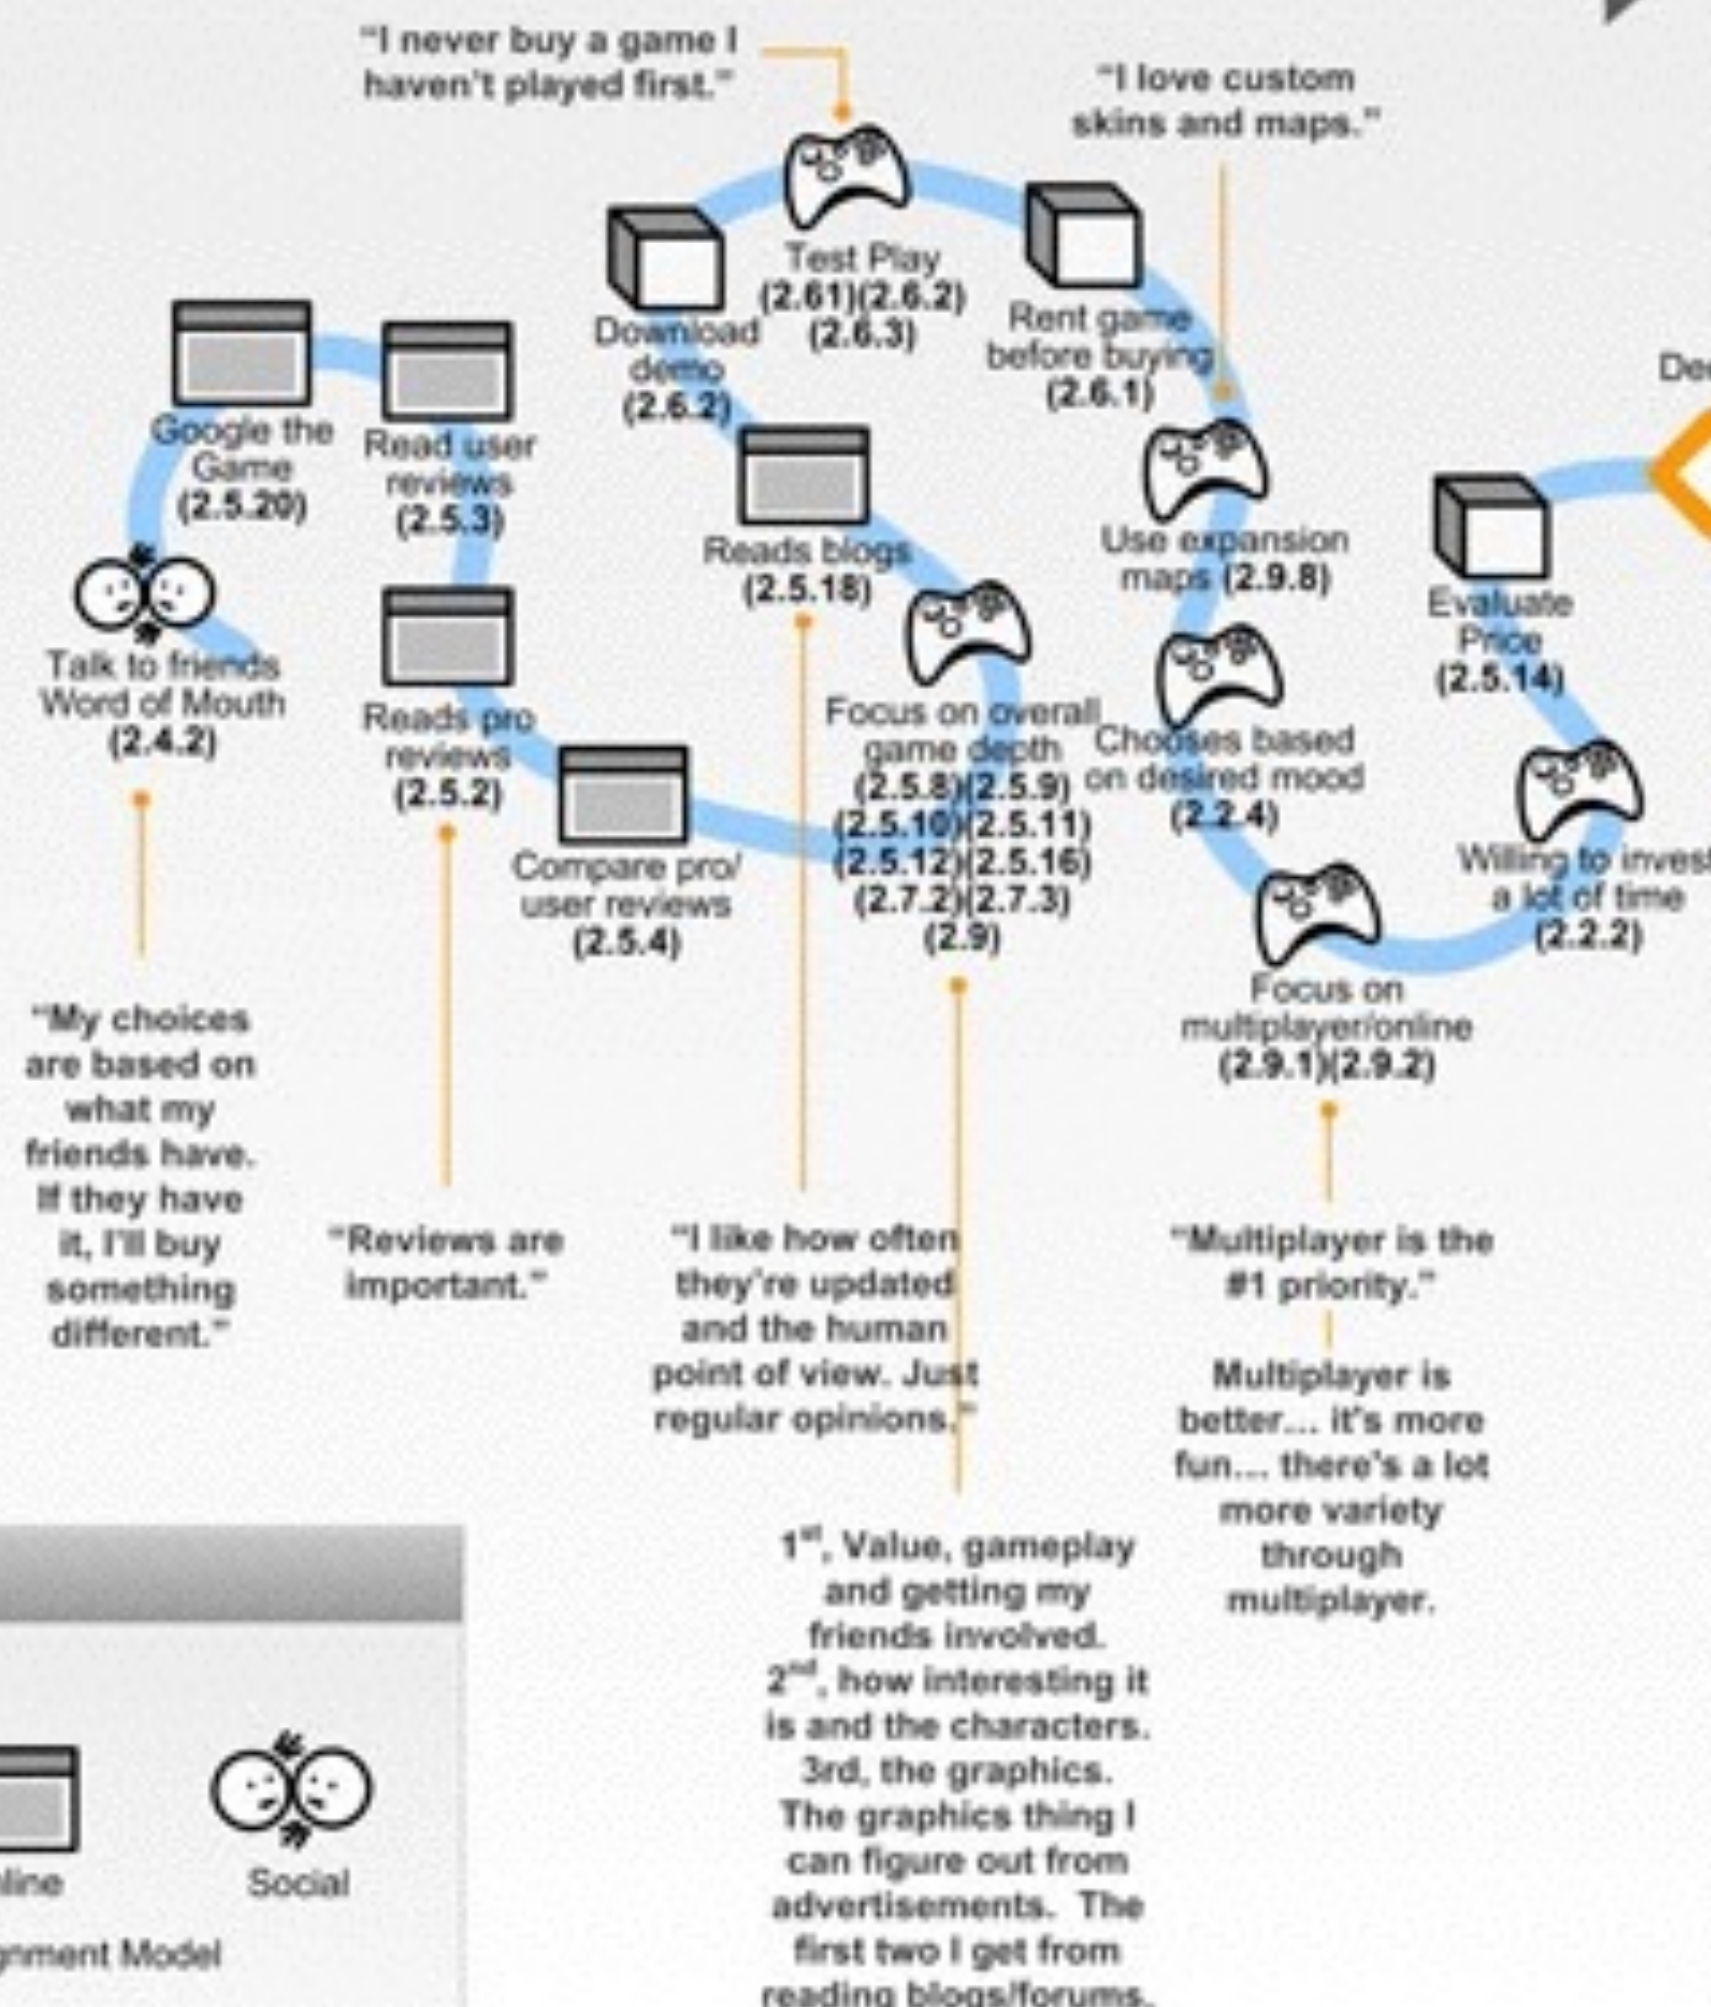 “I never buy a game I
haven't played first.”
“I love custom
skins and maps.”
Test Play
(2.61)(2.6.2)
(2.6.3)
Download
demo
(2.6.2)
Rent game
before buying
(2.6.1)
Google the
Game
(2.5.20)
Read user
reviews
(2.5.3)
Reads blogs
(2.5.18)
Use expansion
maps (2.9.8)
Evaluate
Price
(2.5.14)
Talk to friends
Word of Mouth
(2.4.2)
Reads pro
reviews
(2.5.2)
Compare pro/
user reviews
(2.5.4)
Focus on overall
game depth
(2.5.8)(2.5.9)
(2.5.10)(2.5.11)
(2.5.12)(2.5.16)
(2.7.2)(2.7.3)
(2.9)
Chooses based
on desired mood
(2.2.4)
Willing to invest
a lot of time
(2.2.2)
Focus on
multiplayer/online
(2.9.1)(2.9.2)
“My choices
are based on
what my
friends have.
If they have
it, I'll buy
something
different.”
“Reviews are
important.”
“I like how often
they're updated
and the human
point of view. Just
regular opinions.”
“Multiplayer is the
#1 priority.”
Multiplayer is
better... it's more
fun... there's a lot
more variety
through
multiplayer.
1st, Value, gameplay
and getting my
friends involved.
2nd, how interesting it
is and the characters.
3rd, the graphics.
The graphics thing I
can figure out from
advertisements. The
first two I get from
reading blogs/forums.
Social
Model